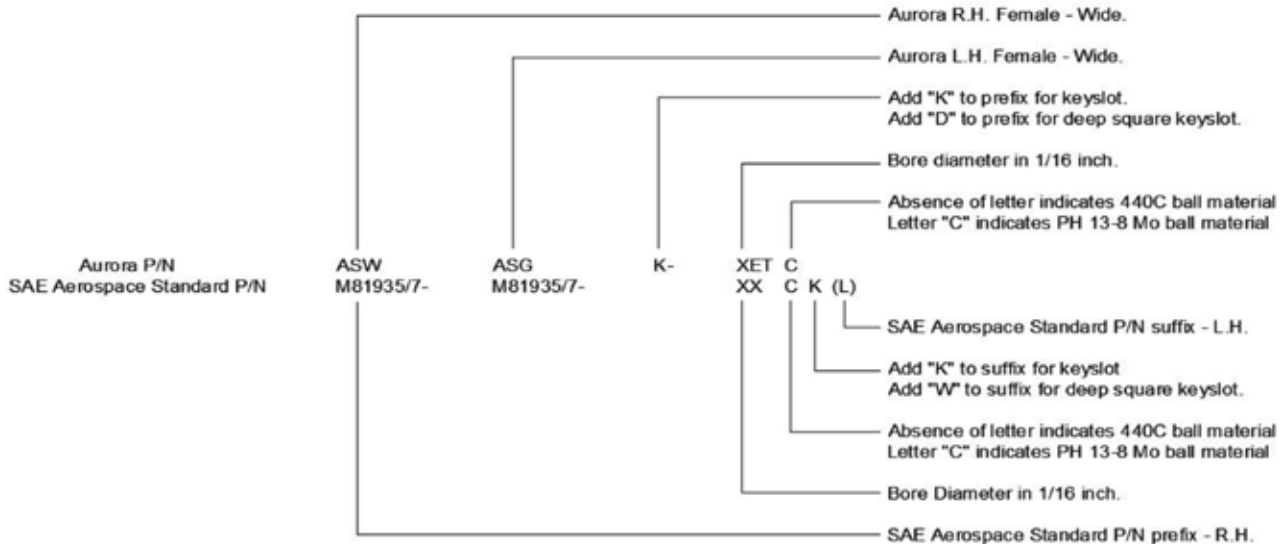 Aurora R.H. Female - Wide.
Aurora L.H. Female - Wide.
Add "K" to prefix for keyslot.
Add "D" to prefix for deep square keyslot.
Bore diameter in 1/16 inch.
Absence of letter indicates 440C ball material
Letter "C" indicates PH 13-8 Mo ball material
Aurora P/N ASW ASG K- XET C
SAE Aerospace Standard P/N M81935/7- M81935/7- XX C K (L)
SAE Aerospace Standard P/N suffix - L.H.
Add "K" to suffix for keyslot
Add "W" to suffix for deep square keyslot.
Absence of letter indicates 440C ball material
Letter "C" indicates PH 13-8 Mo ball material
Bore Diameter in 1/16 inch.
SAE Aerospace Standard P/N prefix - R.H.